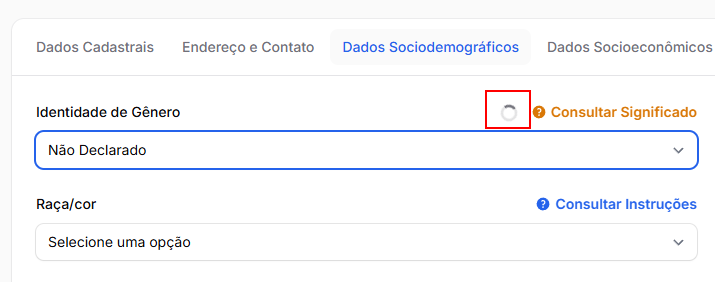 Dados Cadastrais Endereço e Contato Dados Sociodemográficos Dados Socioeconômicos
Identidade de Gênero ? Consultar Significado
Não Declarado
Raça/cor ? Consultar Instruções
Selecione uma opção